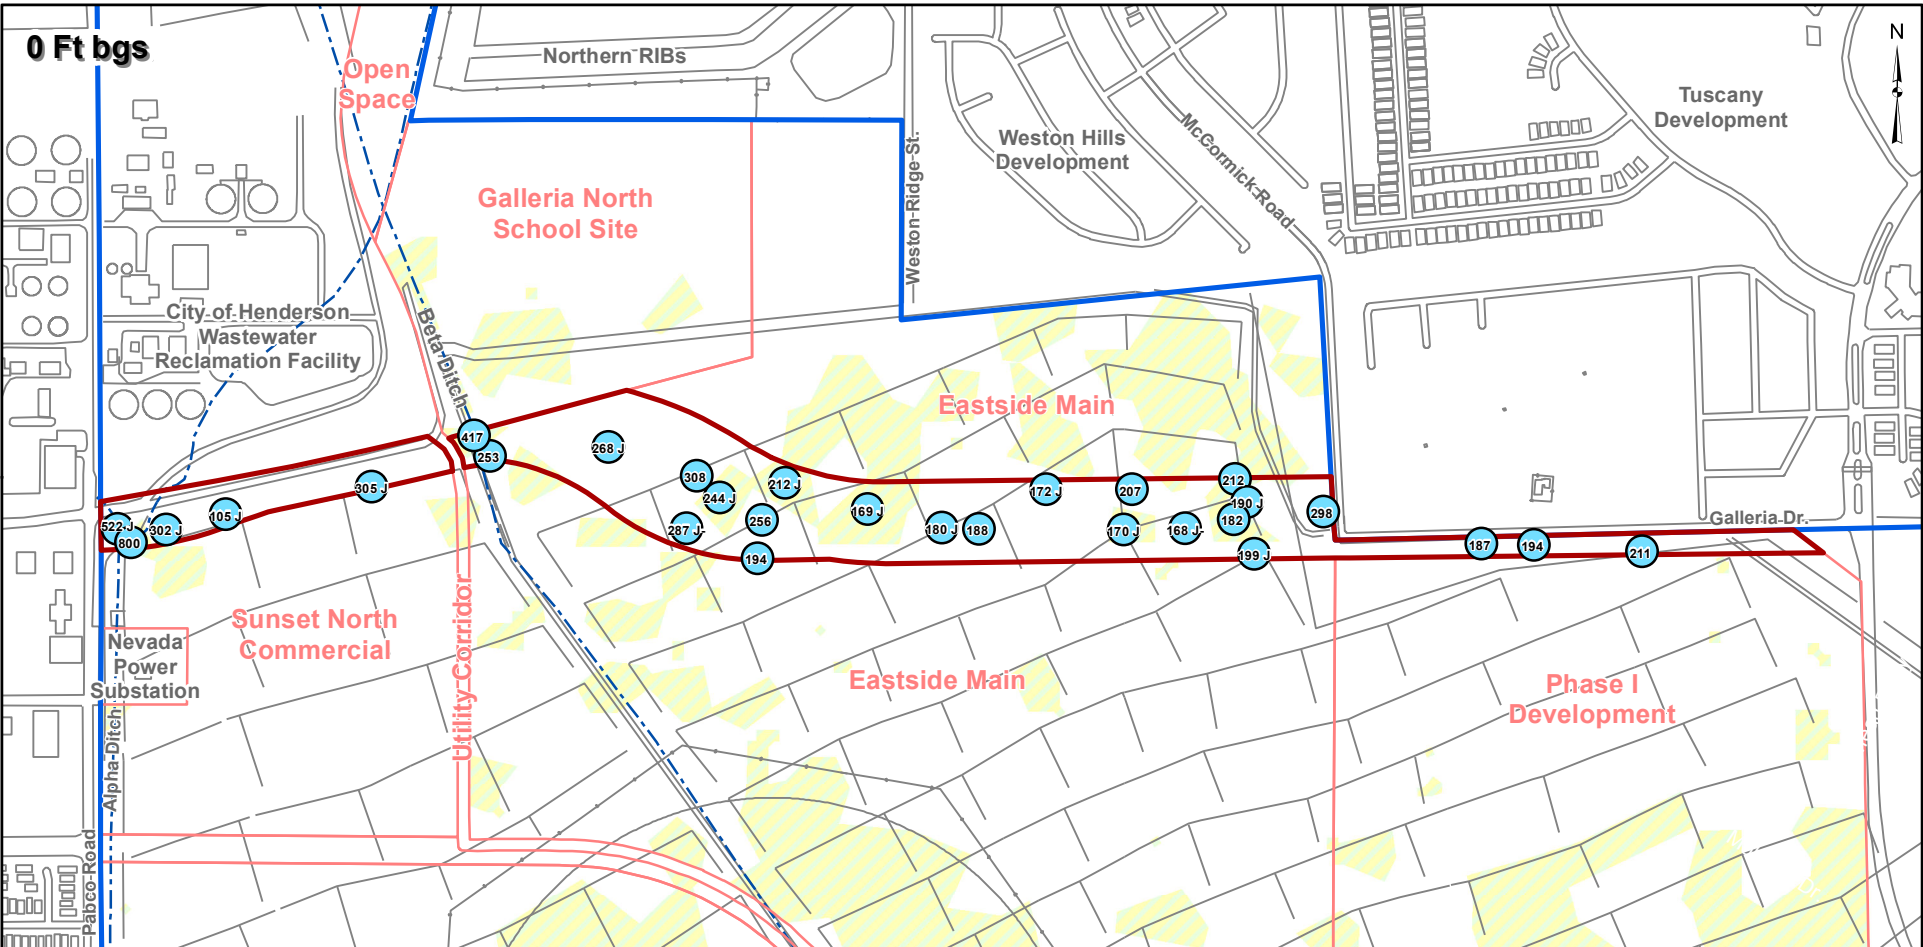 0 Ft bgs
Open
Space
Northern RIBs
N
Tuscany
Development
Weston Hills
Development
McCormick Road
Weston Ridge St.
Galleria North
School Site
City of Henderson
Wastewater
Reclamation Facility
Beta Ditch
Eastside Main
417
253
268 J
308
244 J
212 J
287 J-
256
194
169 J
180 J
188
172 J
207
170 J
168 J-
212
190 J
182
199 J
298
187
194
211
Galleria Dr.
305 J
105 J
302 J
522 J
800
Sunset North
Commercial
Nevada
Power
Substation
Utility Corridor
Eastside Main
Phase I
Development
Alpha Ditch
Pabco Road